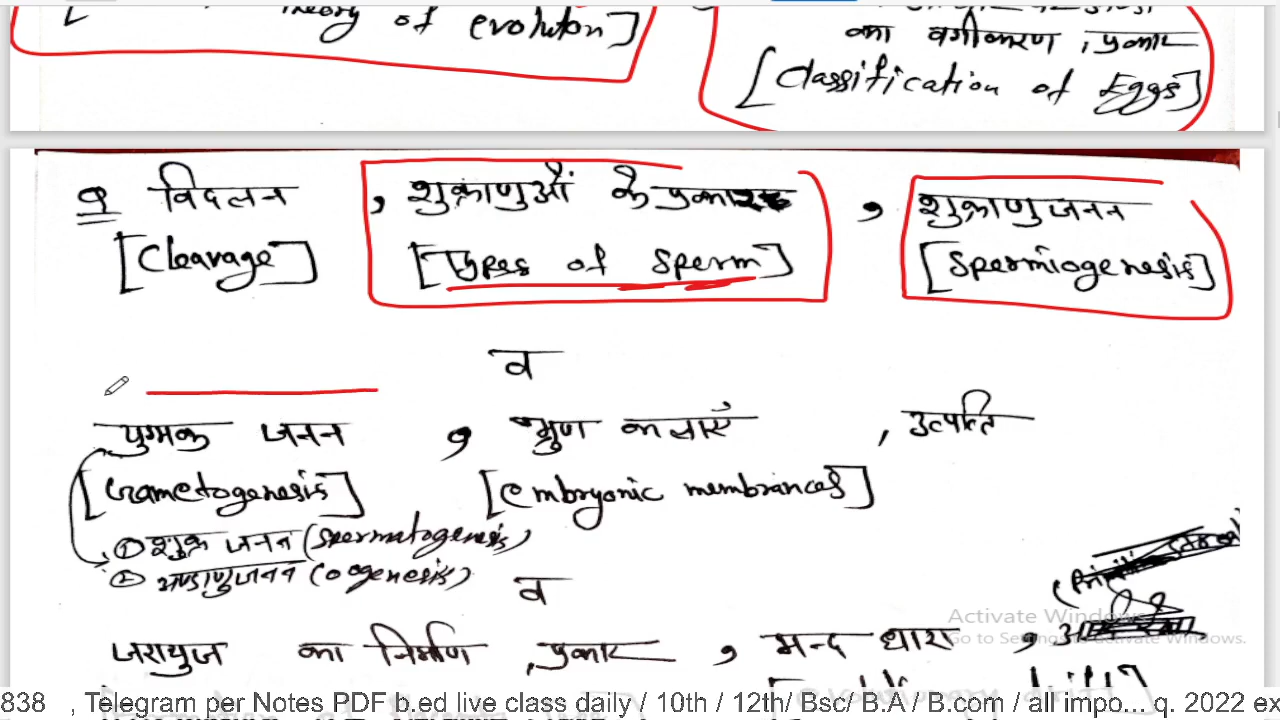 Theory of evolution]
का वर्गीकरण, प्रकार
[Classification of Eggs]
Q विदलन , शुक्राणुओं के प्रकार , शुक्राणुजनन
[Cleavage] [Types of Sperm] [Spermiogenesis]
व
युग्मक जनन , भ्रुण कलाएँ , उत्पत्ति
[Gametogenesis] [embryonic membrances]
① शुक्र जनन (Spermatogenesis)
② अण्डाणुजनन (oogenesis)
व
जरायुज का निर्माण , प्रकार , मन्द धारा ,
Activate Windows
Go to Settings to activate Windows.
838 , Telegram per Notes PDF b.ed live class daily / 10th / 12th/ Bsc/ B.A / B.com / all impo... q. 2022 ex